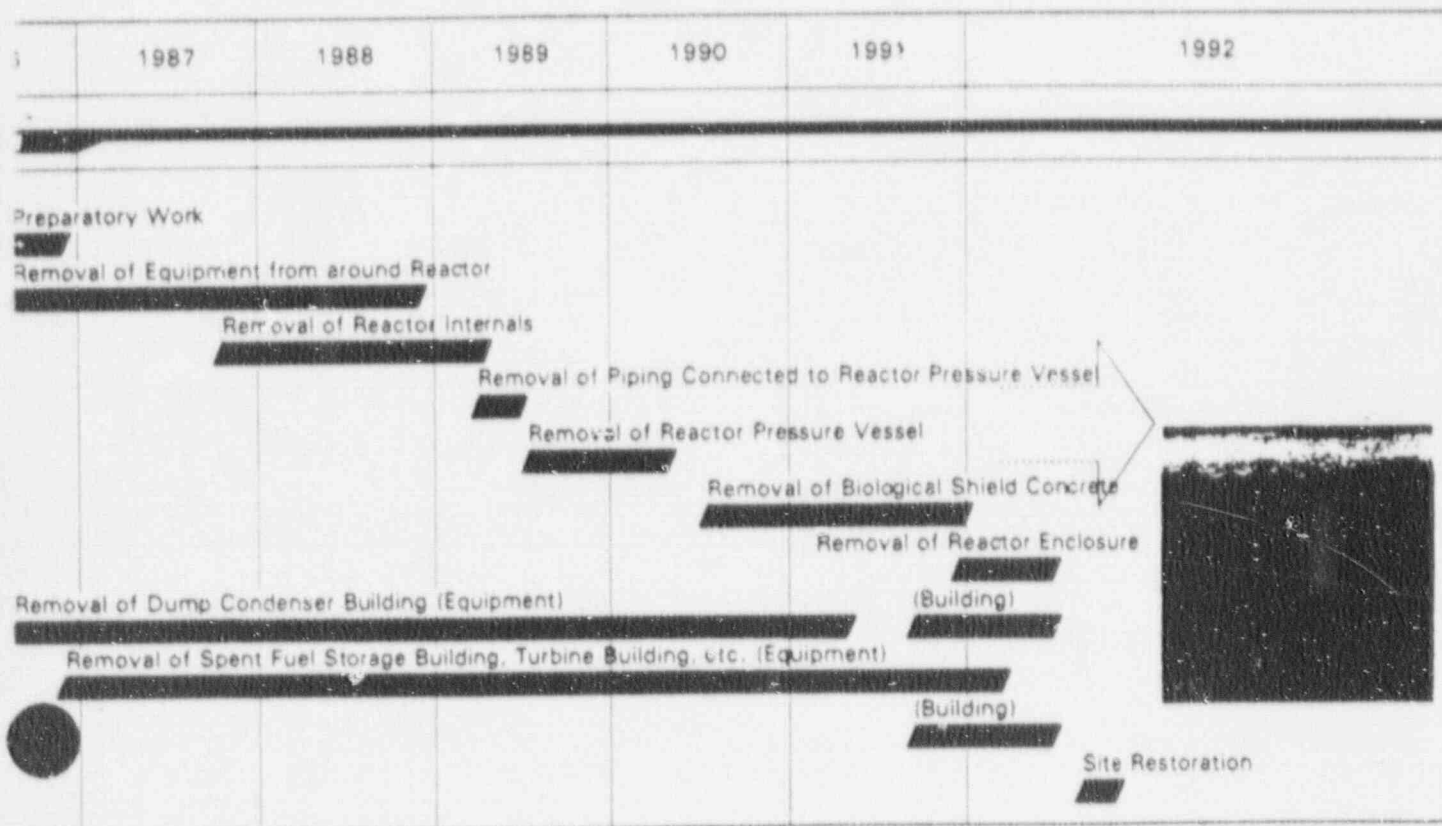 1987 1988 1989 1990 1991 1992
Preparatory Work
Removal of Equipment from around Reactor
Removal of Reactor Internals
Removal of Piping Connected to Reactor Pressure Vessel
Removal of Reactor Pressure Vessel
Removal of Biological Shield Concrete
Removal of Reactor Enclosure
Removal of Dump Condenser Building (Equipment) (Building)
Removal of Spent Fuel Storage Building, Turbine Building, etc. (Equipment)
(Building)
Site Restoration